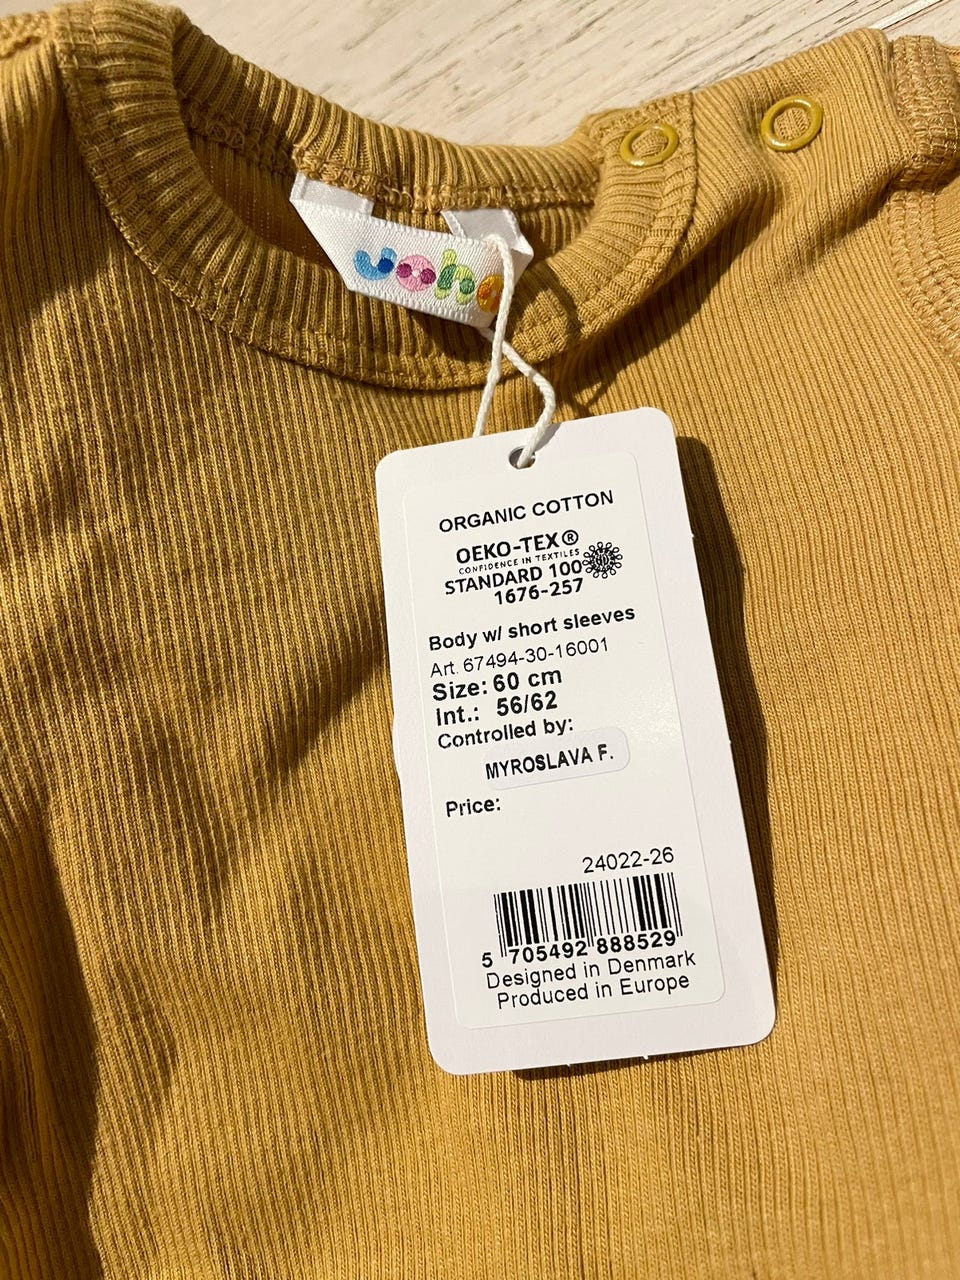 Joha
ORGANIC COTTON
OEKO-TEX®
CONFIDENCE IN TEXTILES
STANDARD 100
1676-257
Body w/ short sleeves
Art. 67494-30-16001
Size: 60 cm
Int.: 56/62
Controlled by:
MYROSLAVA F.
Price:
24022-26
5 705492 888529
Designed in Denmark
Produced in Europe